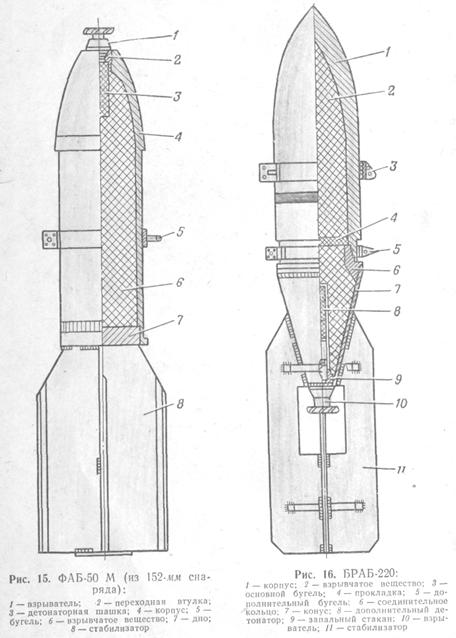 1
2
3
4
5
6
7
8
1
2
3
4
5
6
7
8
9
10
11
Рис. 15. ФАБ-50 М (из 152-мм сна-
ряда):
1 — взрыватель; 2 — переходная втулка;
3 — детонаторная шашка; 4 — корпус; 5 —
бугель; 6 — взрывчатое вещество; 7 — дно;
8 — стабилизатор
Рис. 16. БРАБ-220:
1 — корпус; 2 — взрывчатое вещество; 3 —
основной бугель; 4 — прокладка; 5 — до-
полнительный бугель; 6 — соединительное
кольцо; 7 — конус; 8 — дополнительный де-
тонатор; 9 — запальный стакан; 10 — взры-
ватель; 11 — стабилизатор